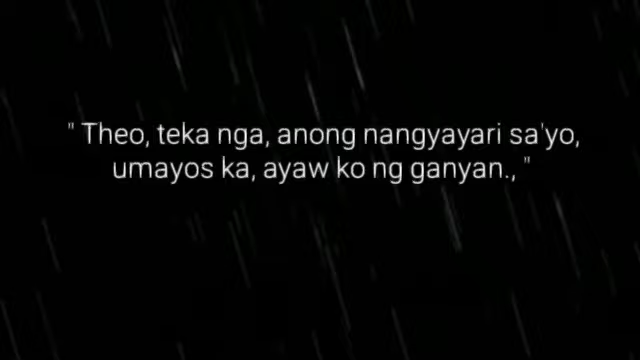 " Theo, teka nga, anong nangyayari sa'yo,
umayos ka, ayaw ko ng ganyan., "